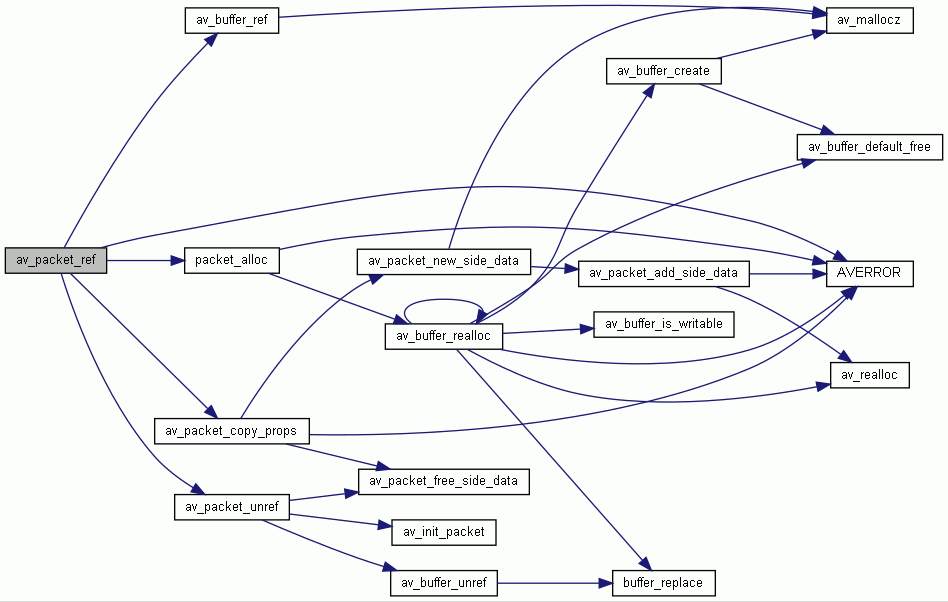 av_buffer_ref
av_mallocz
av_buffer_create
av_buffer_default_free
av_packet_ref
packet_alloc
av_packet_new_side_data
av_packet_add_side_data
AVERROR
av_buffer_is_writable
av_buffer_realloc
av_realloc
av_packet_copy_props
av_packet_free_side_data
av_packet_unref
av_init_packet
av_buffer_unref
buffer_replace